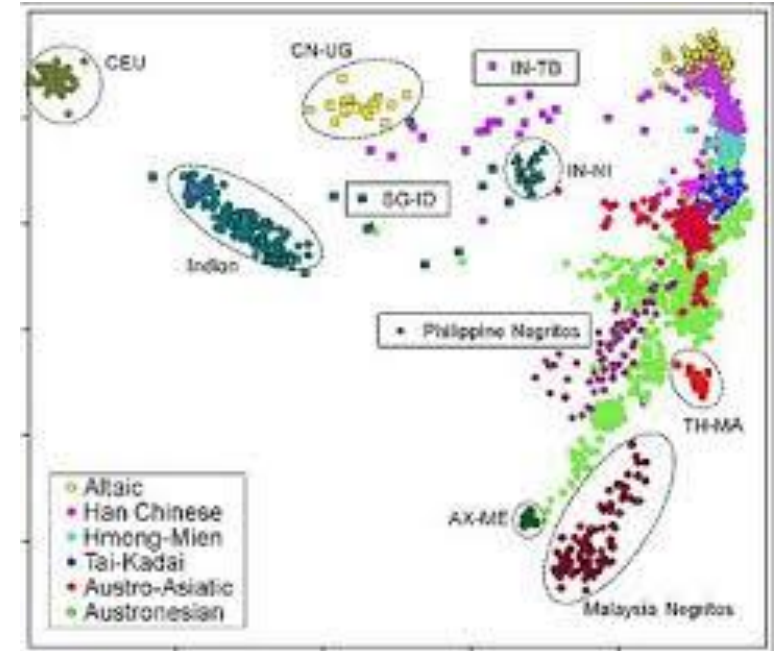 CEU
CN-UG
IN-TB
IN-NI
SG-ID
Indian
Philippine Negritos
TH-MA
AX-ME
Malaysia Negritos
Altaic
Han Chinese
Hmong-Mien
Tai-Kadai
Austro-Asiatic
Austronesian